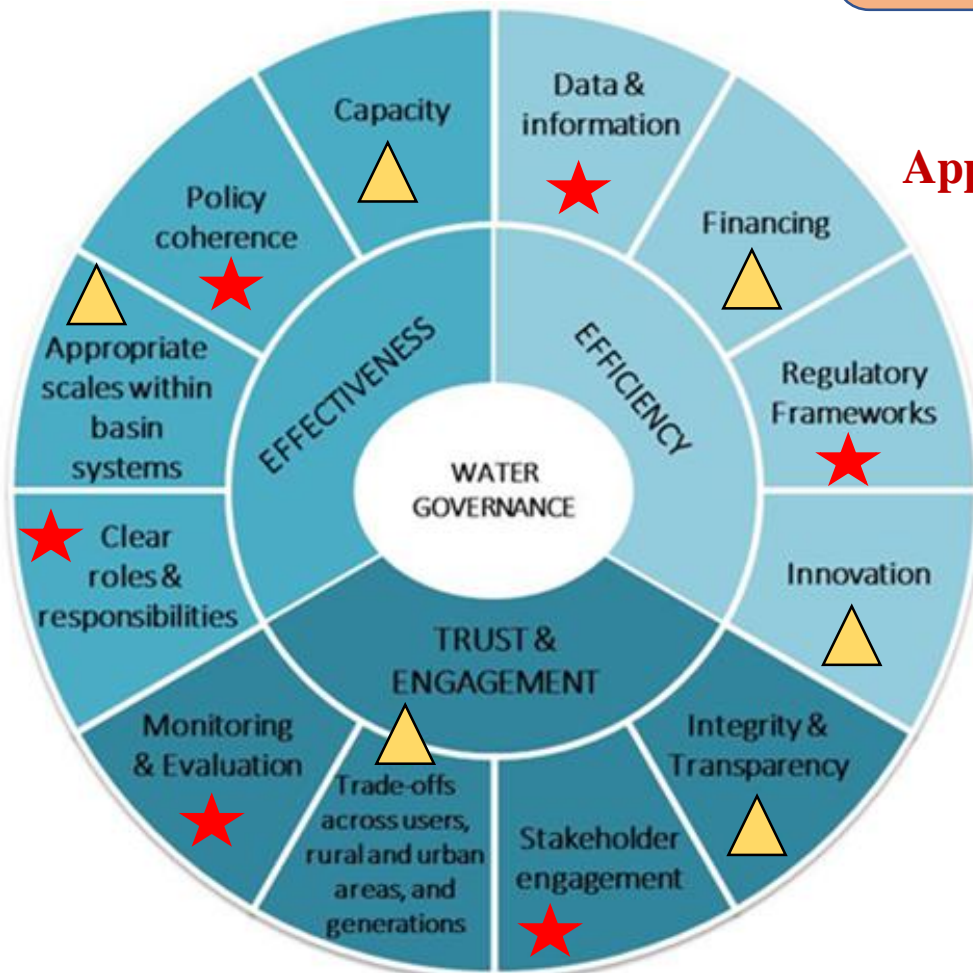 Capacity
Data &
information
App
Policy
coherence
Financing
Appropriate
scales within
basin
systems
EFFECTIVENESS
EFFICIENCY
Regulatory
Frameworks
WATER
GOVERNANCE
Clear
roles &
responsibilities
Innovation
TRUST &
ENGAGEMENT
Monitoring
& Evaluation
Trade-offs
across users,
rural and urban
areas, and
generations
Stakeholder
engagement
Integrity &
Transparency